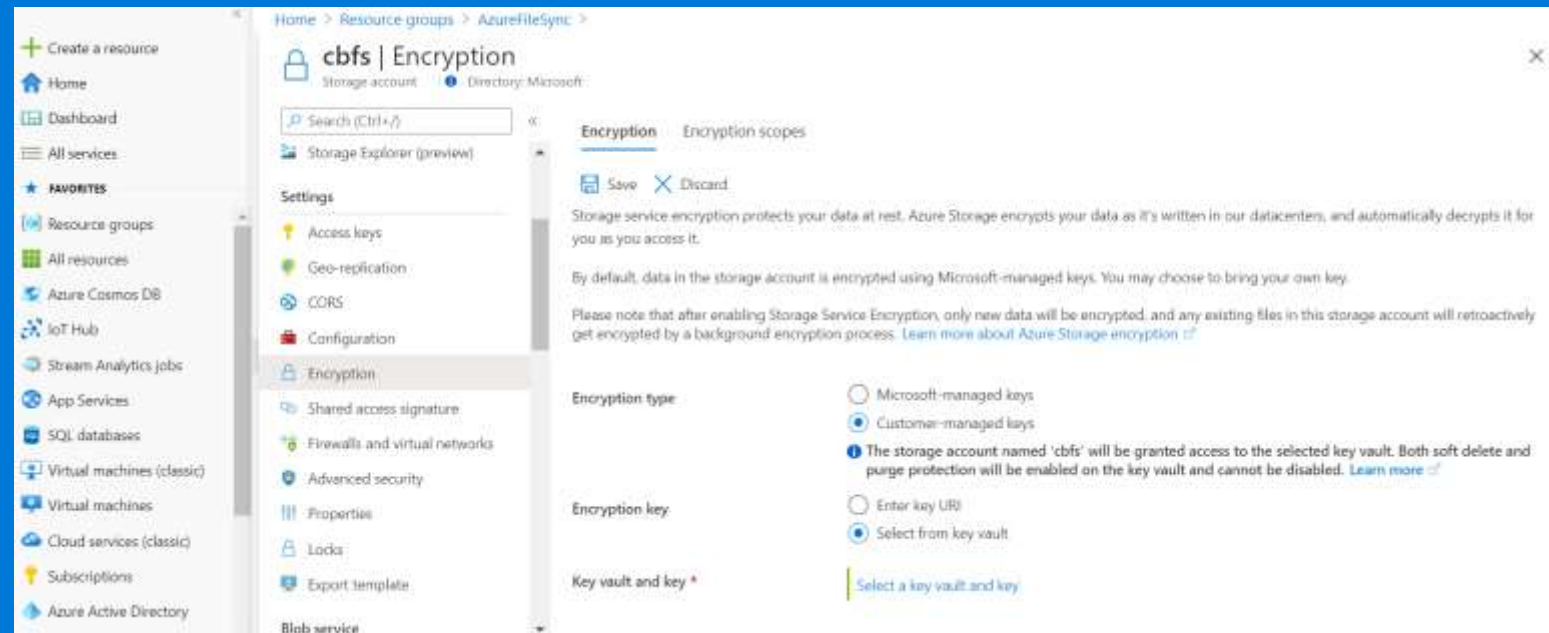 Home > Resource groups > AzureFileSync >
cbfs | Encryption
Storage account
Directory: Microsoft
Create a resource
Home
Dashboard
All services
FAVORITES
Resource groups
All resources
Azure Cosmos DB
IoT Hub
Stream Analytics jobs
App Services
SQL databases
Virtual machines (classic)
Virtual machines
Cloud services (classic)
Subscriptions
Azure Active Directory
Search (Ctrl+/)
Storage Explorer (preview)
Settings
Access keys
Geo-replication
CORS
Configuration
Encryption
Shared access signature
Firewalls and virtual networks
Advanced security
Properties
Locks
Export template
Blob service
Encryption
Encryption scopes
Save
Discard
Storage service encryption protects your data at rest. Azure Storage encrypts your data as it's written in our datacenters, and automatically decrypts it for
you as you access it.
By default, data in the storage account is encrypted using Microsoft-managed keys. You may choose to bring your own key.
Please note that after enabling Storage Service Encryption, only new data will be encrypted, and any existing files in this storage account will retroactively
get encrypted by a background encryption process. Learn more about Azure Storage encryption
Encryption type
Microsoft-managed keys
Customer-managed keys
The storage account named 'cbfs' will be granted access to the selected key vault. Both soft delete and
purge protection will be enabled on the key vault and cannot be disabled. Learn more
Encryption key
Enter key URI
Select from key vault
Key vault and key *
Select a key vault and key